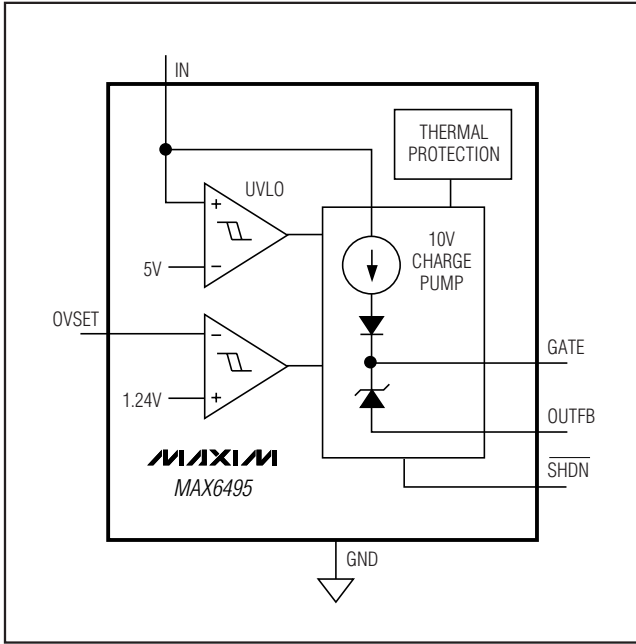 IN
THERMAL
PROTECTION
UVLO
+
10V
CHARGE
PUMP
5V
−
OVSET
−
GATE
1.24V
+
OUTFB
MAXIM
MAX6495
SHDN
GND